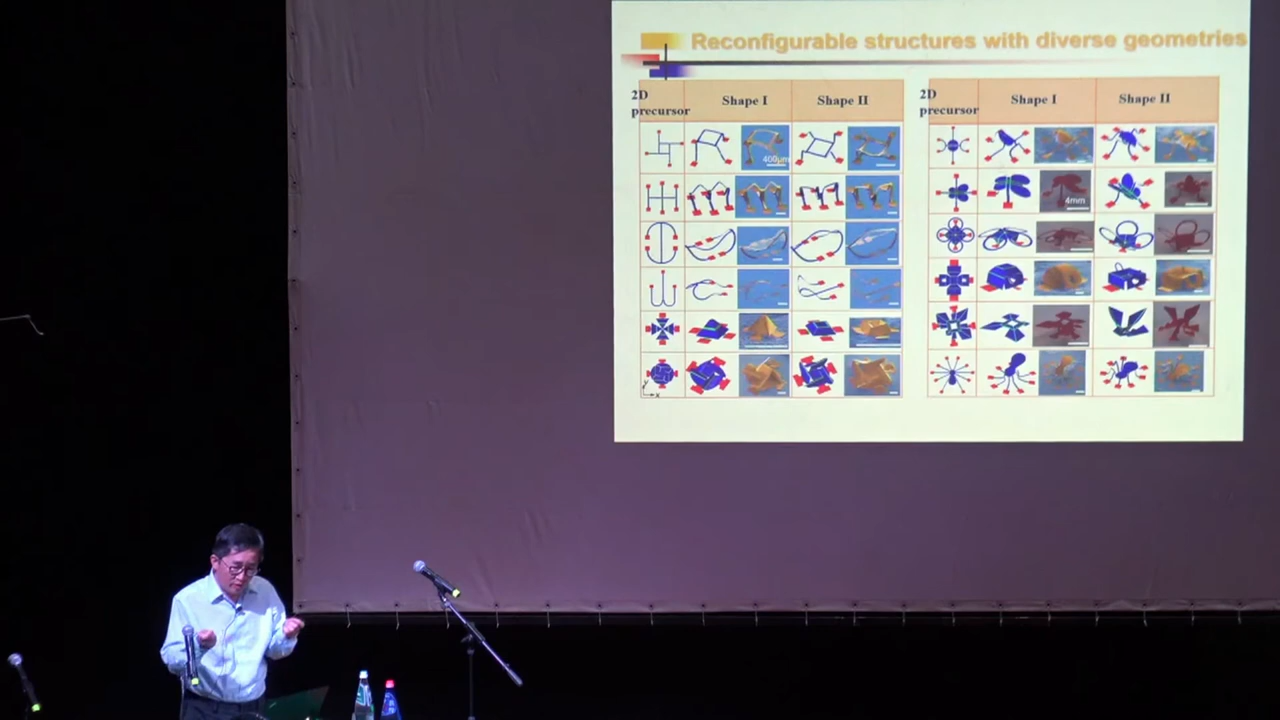 Reconfigurable structures with diverse geometries
2D precursor Shape I Shape II
400μm
2D precursor Shape I Shape II
4mm